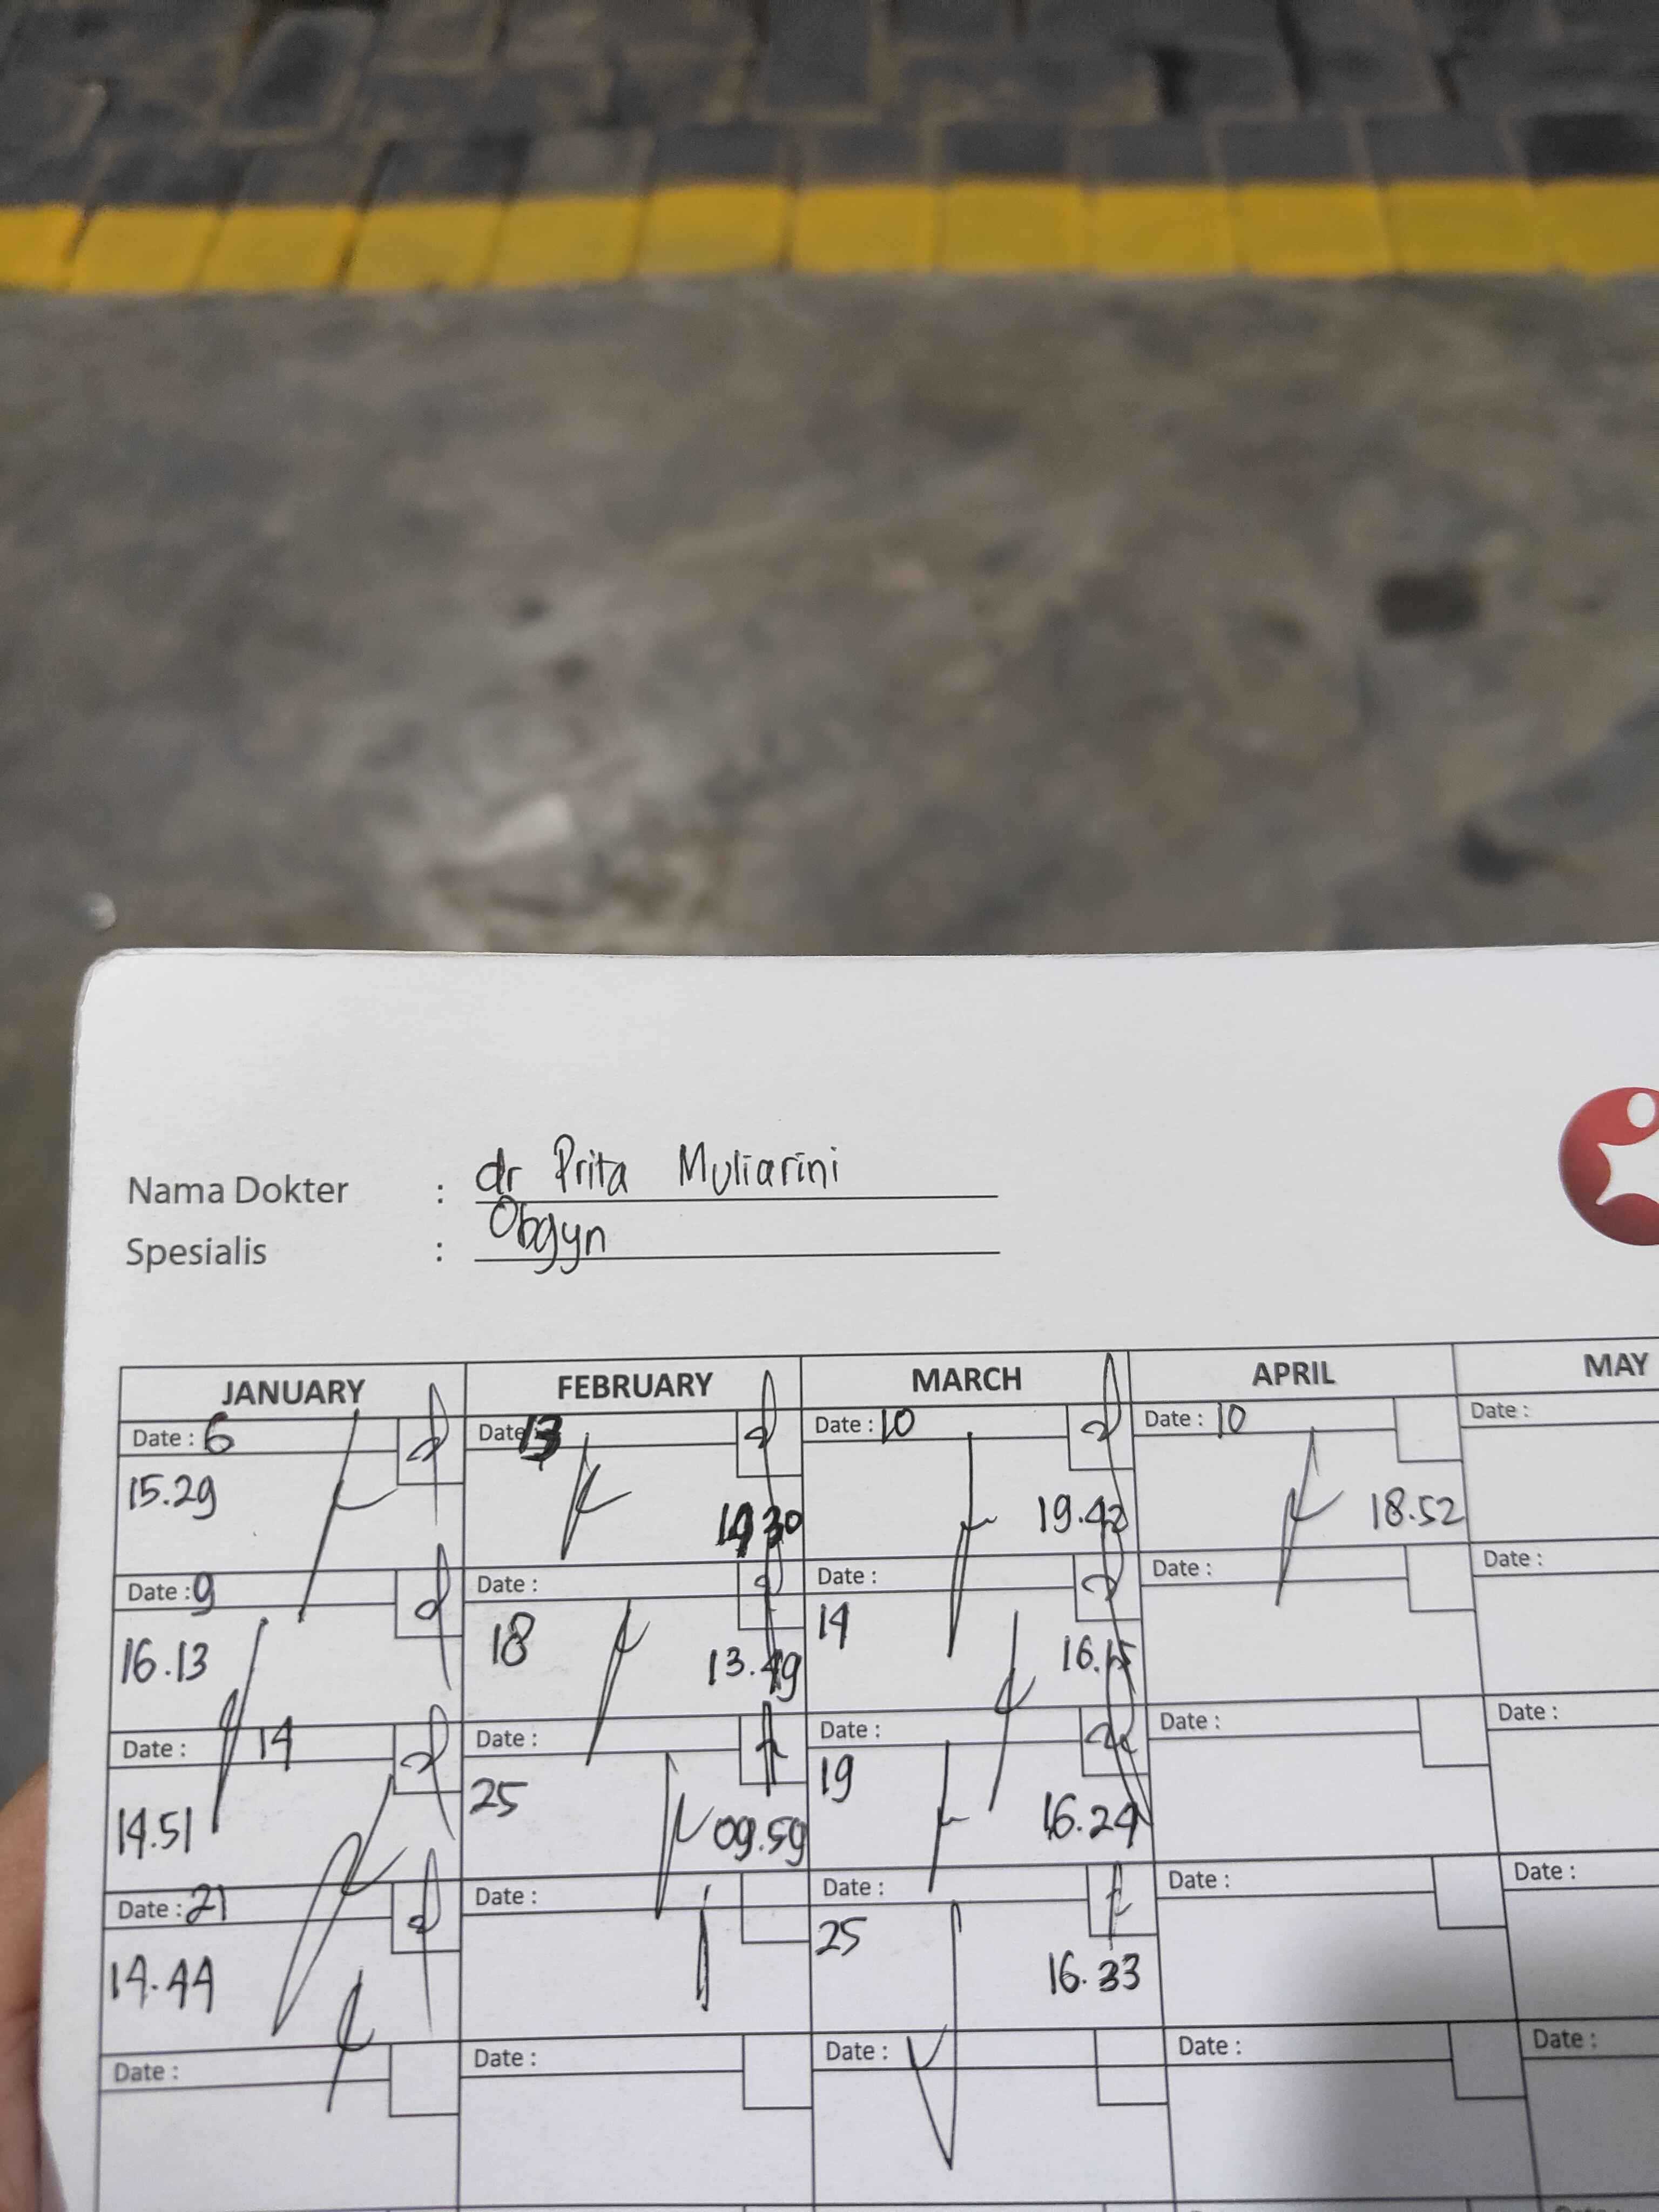 Nama Dokter : dr Prita Muliarini
Spesialis : Obgyn
JANUARY FEBRUARY MARCH APRIL MAY
Date : 6 Date : 13 Date : 10 Date : 10 Date :
15.29 19.42 18.52
Date : 9 Date : Date : Date : Date :
16.13 18 13.49 14 16.15
Date : 14 Date : Date : Date : Date :
14.51 25 09.59 19 16.24
Date : 21 Date : Date : Date : Date :
14.44 25 16.33
Date : Date : Date : Date : Date :